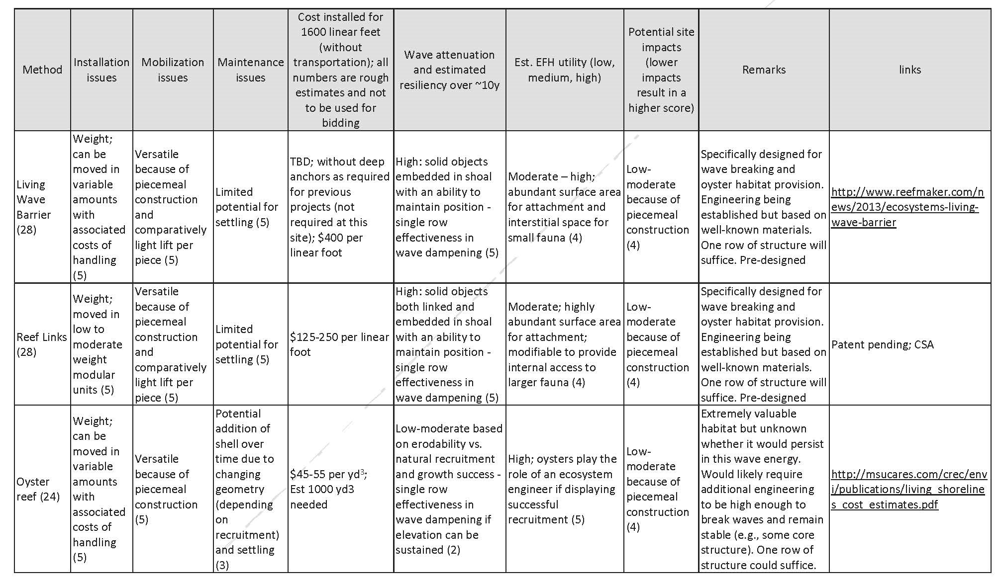 Method
Installation
issues
Mobilization
issues
Maintenance
issues
Cost installed for
1600 linear feet
(without
transportation); all
numbers are rough
estimates and not
to be used for
bidding
Wave attenuation
and estimated
resiliency over ~10y
Est. EFH utility (low,
medium, high)
Potential site
impacts
(lower
impacts
result in a
higher score)
Remarks
links
Living
Wave
Barrier
(28)
Weight;
can be
moved in
variable
amounts
with
associated
costs of
handling
(5)
Versatile
because of
piecemeal
construction
and
comparatively
light lift per
piece (5)
Limited
potential for
settling (5)
TBD; without deep
anchors as required
for previous
projects (not
required at this
site); $400 per
linear foot
High: solid objects
embedded in shoal
with an ability to
maintain position -
single row
effectiveness in
wave dampening (5)
Moderate – high;
abundant surface area
for attachment and
interstitial space for
small fauna (4)
Low-
moderate
because of
piecemeal
construction
(4)
Specifically designed for
wave breaking and
oyster habitat provision.
Engineering being
established but based on
well-known materials.
One row of structure will
suffice. Pre-designed
http://www.reefmaker.com/n
ews/2013/ecosystems-living-
wave-barrier
Reef Links
(28)
Weight;
moved in
low to
moderate
weight
modular
units (5)
Versatile
because of
piecemeal
construction
and
comparatively
light lift per
piece (5)
Limited
potential for
settling (5)
$125-250 per linear
foot
High: solid objects
both linked and
embedded in shoal
with an ability to
maintain position -
single row
effectiveness in
wave dampening (5)
Moderate; highly
abundant surface area
for attachment;
modifiable to provide
internal access to
larger fauna (4)
Low-
moderate
because of
piecemeal
construction
(4)
Specifically designed for
wave breaking and
oyster habitat provision.
Engineering being
established but based on
well-known materials.
One row of structure will
suffice. Pre-designed
Patent pending; CSA
Oyster
reef (24)
Weight;
can be
moved in
variable
amounts
with
associated
costs of
handling
(5)
Versatile
because of
piecemeal
construction
(5)
Potential
addition of
shell over
time due to
changing
geometry
(depending
on
recruitment)
and settling
(3)
$45-55 per yd³;
Est 1000 yd3
needed
Low-moderate based
on erodability vs.
natural recruitment
and growth success -
single row
effectiveness in
wave dampening if
elevation can be
sustained (2)
High; oysters play the
role of an ecosystem
engineer if displaying
successful
recruitment (5)
Low-
moderate
because of
piecemeal
construction
(4)
Extremely valuable
habitat but unknown
whether it would persist
in this wave energy.
Would likely require
additional engineering
to be high enough to
break waves and remain
stable (e.g., some core
structure). One row of
structure could suffice.
http://msucares.com/crec/env
i/publications/living_shoreline
s_cost_estimates.pdf